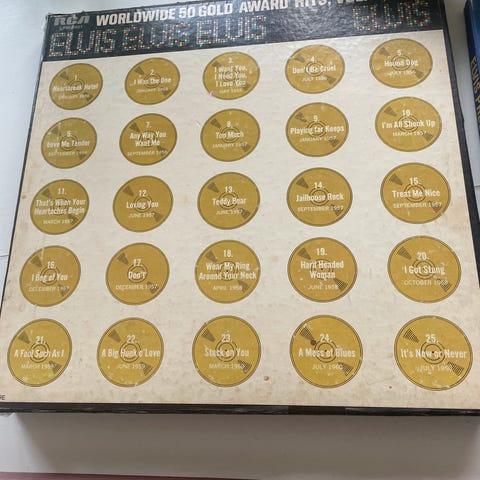 RCA
WORLDWIDE 50 GOLD AWARD HITS,
ELVIS ELVIS ELVIS ELVIS
1.
Heartbreak Hotel
JANUARY 1956
2.
I Was the One
JANUARY 1956
3.
I Want You,
I Need You,
I Love You
MAY 1956
4.
Don't Be Cruel
JULY 1956
5.
Hound Dog
JULY 1956
6.
Love Me Tender
SEPTEMBER 1956
7.
Any Way You
Want Me
SEPTEMBER 1956
8.
Too Much
JANUARY 1957
9.
Playing for Keeps
JANUARY 1957
10.
I'm All Shook Up
MARCH 1957
11.
That's When Your
Heartaches Begin
MARCH 1957
12.
Loving You
JUNE 1957
13.
Teddy Bear
JUNE 1957
14.
Jailhouse Rock
SEPTEMBER 1957
15.
Treat Me Nice
SEPTEMBER 1957
16.
I Beg of You
DECEMBER 1957
17.
Don't
DECEMBER 1957
18.
Wear My Ring
Around Your Neck
APRIL 1958
19.
Hard Headed
Woman
JUNE 1958
20.
I Got Stung
OCTOBER 1958
21.
A Fool Such As I
MARCH 1959
22.
A Big Hunk o' Love
JUNE 1959
23.
Stuck on You
MARCH 1960
24.
A Mess of Blues
JULY 1960
25.
It's Now or Never
JULY 1960